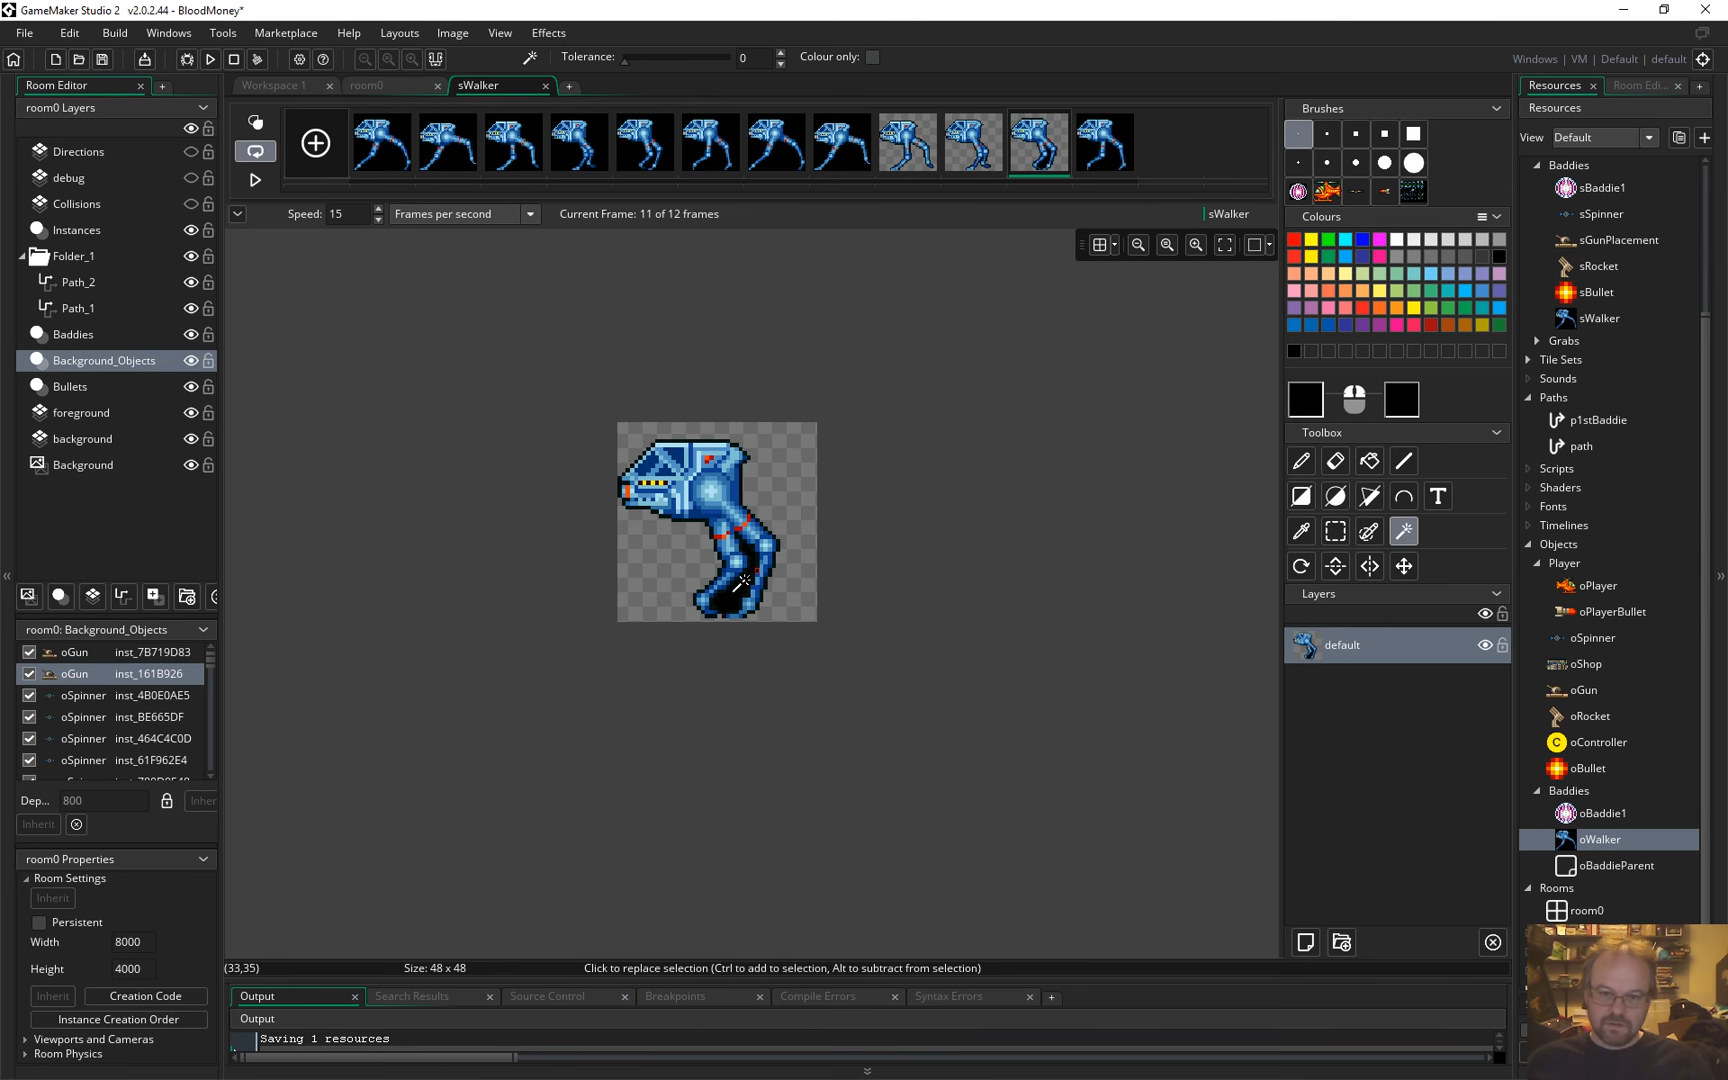 GameMaker Studio 2 v2.0.2.44 - BloodMoney*
File Edit Build Windows Tools Marketplace Help Layouts Image View Effects
Tolerance: 0 Colour only:
Windows | VM | Default | default
Room Editor
Workspace 1 room0 sWalker
Resources Room Edi...
room0 Layers
Directions
debug
Collisions
Instances
Folder_1
Path_2
Path_1
Baddies
Background_Objects
Bullets
foreground
background
Background
Speed: 15 Frames per second Current Frame: 11 of 12 frames sWalker
Brushes
Colours
Toolbox
T
Layers
default
Resources
View Default
Baddies
sBaddie1
sSpinner
sGunPlacement
sRocket
sBullet
sWalker
Grabs
Tile Sets
Sounds
Paths
p1stBaddie
path
Scripts
Shaders
Fonts
Timelines
Objects
Player
oPlayer
oPlayerBullet
oSpinner
oShop
oGun
oRocket
C oController
oBullet
Baddies
oBaddie1
oWalker
oBaddieParent
Rooms
room0
room0: Background_Objects
oGun inst_7B719D83
oGun inst_161B926
oSpinner inst_4B0E0AE5
oSpinner inst_BE665DF
oSpinner inst_464C4C0D
oSpinner inst_61F962E4
Dep... 800 Inher
Inherit
room0 Properties
Room Settings
Inherit
Persistent
Width 8000
Height 4000
Inherit Creation Code
Instance Creation Order
Viewports and Cameras
Room Physics
(33,35) Size: 48 x 48 Click to replace selection (Ctrl to add to selection, Alt to subtract from selection)
Output Search Results Source Control Breakpoints Compile Errors Syntax Errors
Output
Saving 1 resources